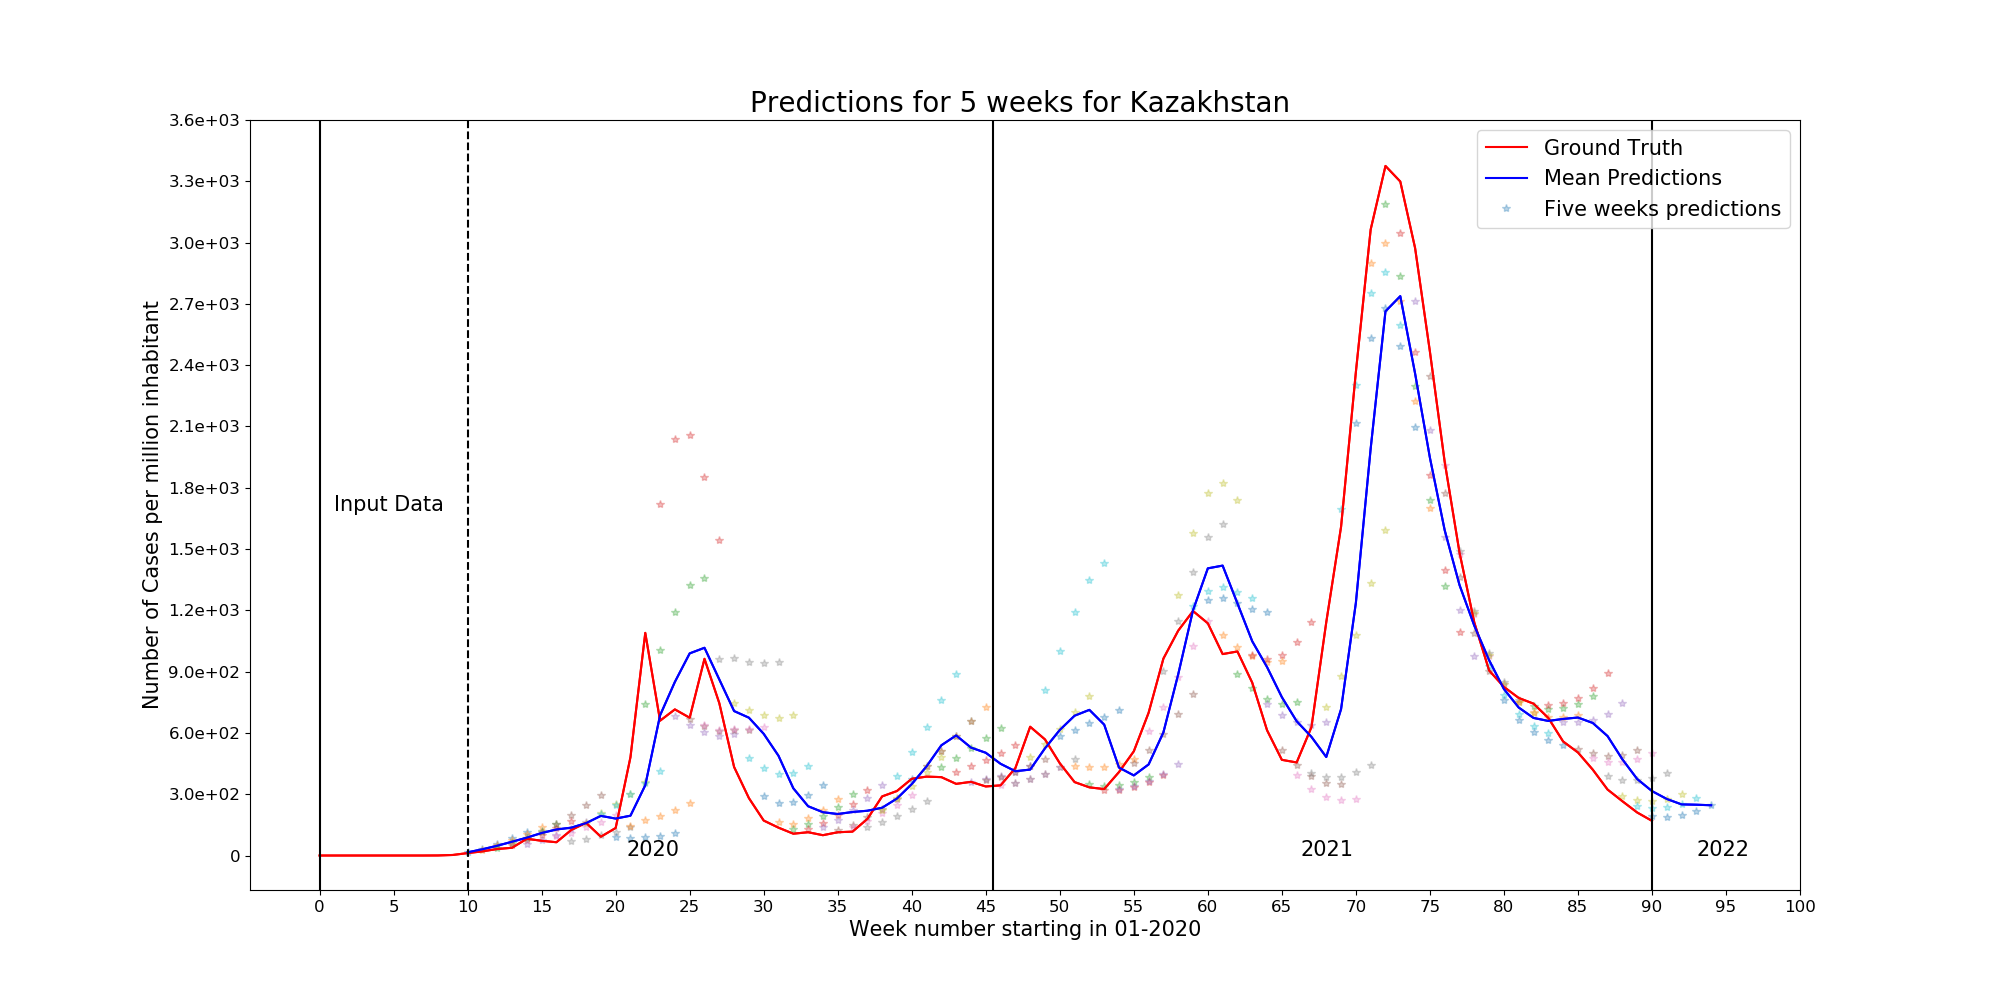 Predictions for 5 weeks for Kazakhstan
Number of Cases per million inhabitant
3.6e+03
3.3e+03
3.0e+03
2.7e+03
2.4e+03
2.1e+03
1.8e+03
1.5e+03
1.2e+03
9.0e+02
6.0e+02
3.0e+02
0
Ground Truth
Mean Predictions
Five weeks predictions
Input Data
2020 2021 2022
0 5 10 15 20 25 30 35 40 45 50 55 60 65 70 75 80 85 90 95 100
Week number starting in 01-2020